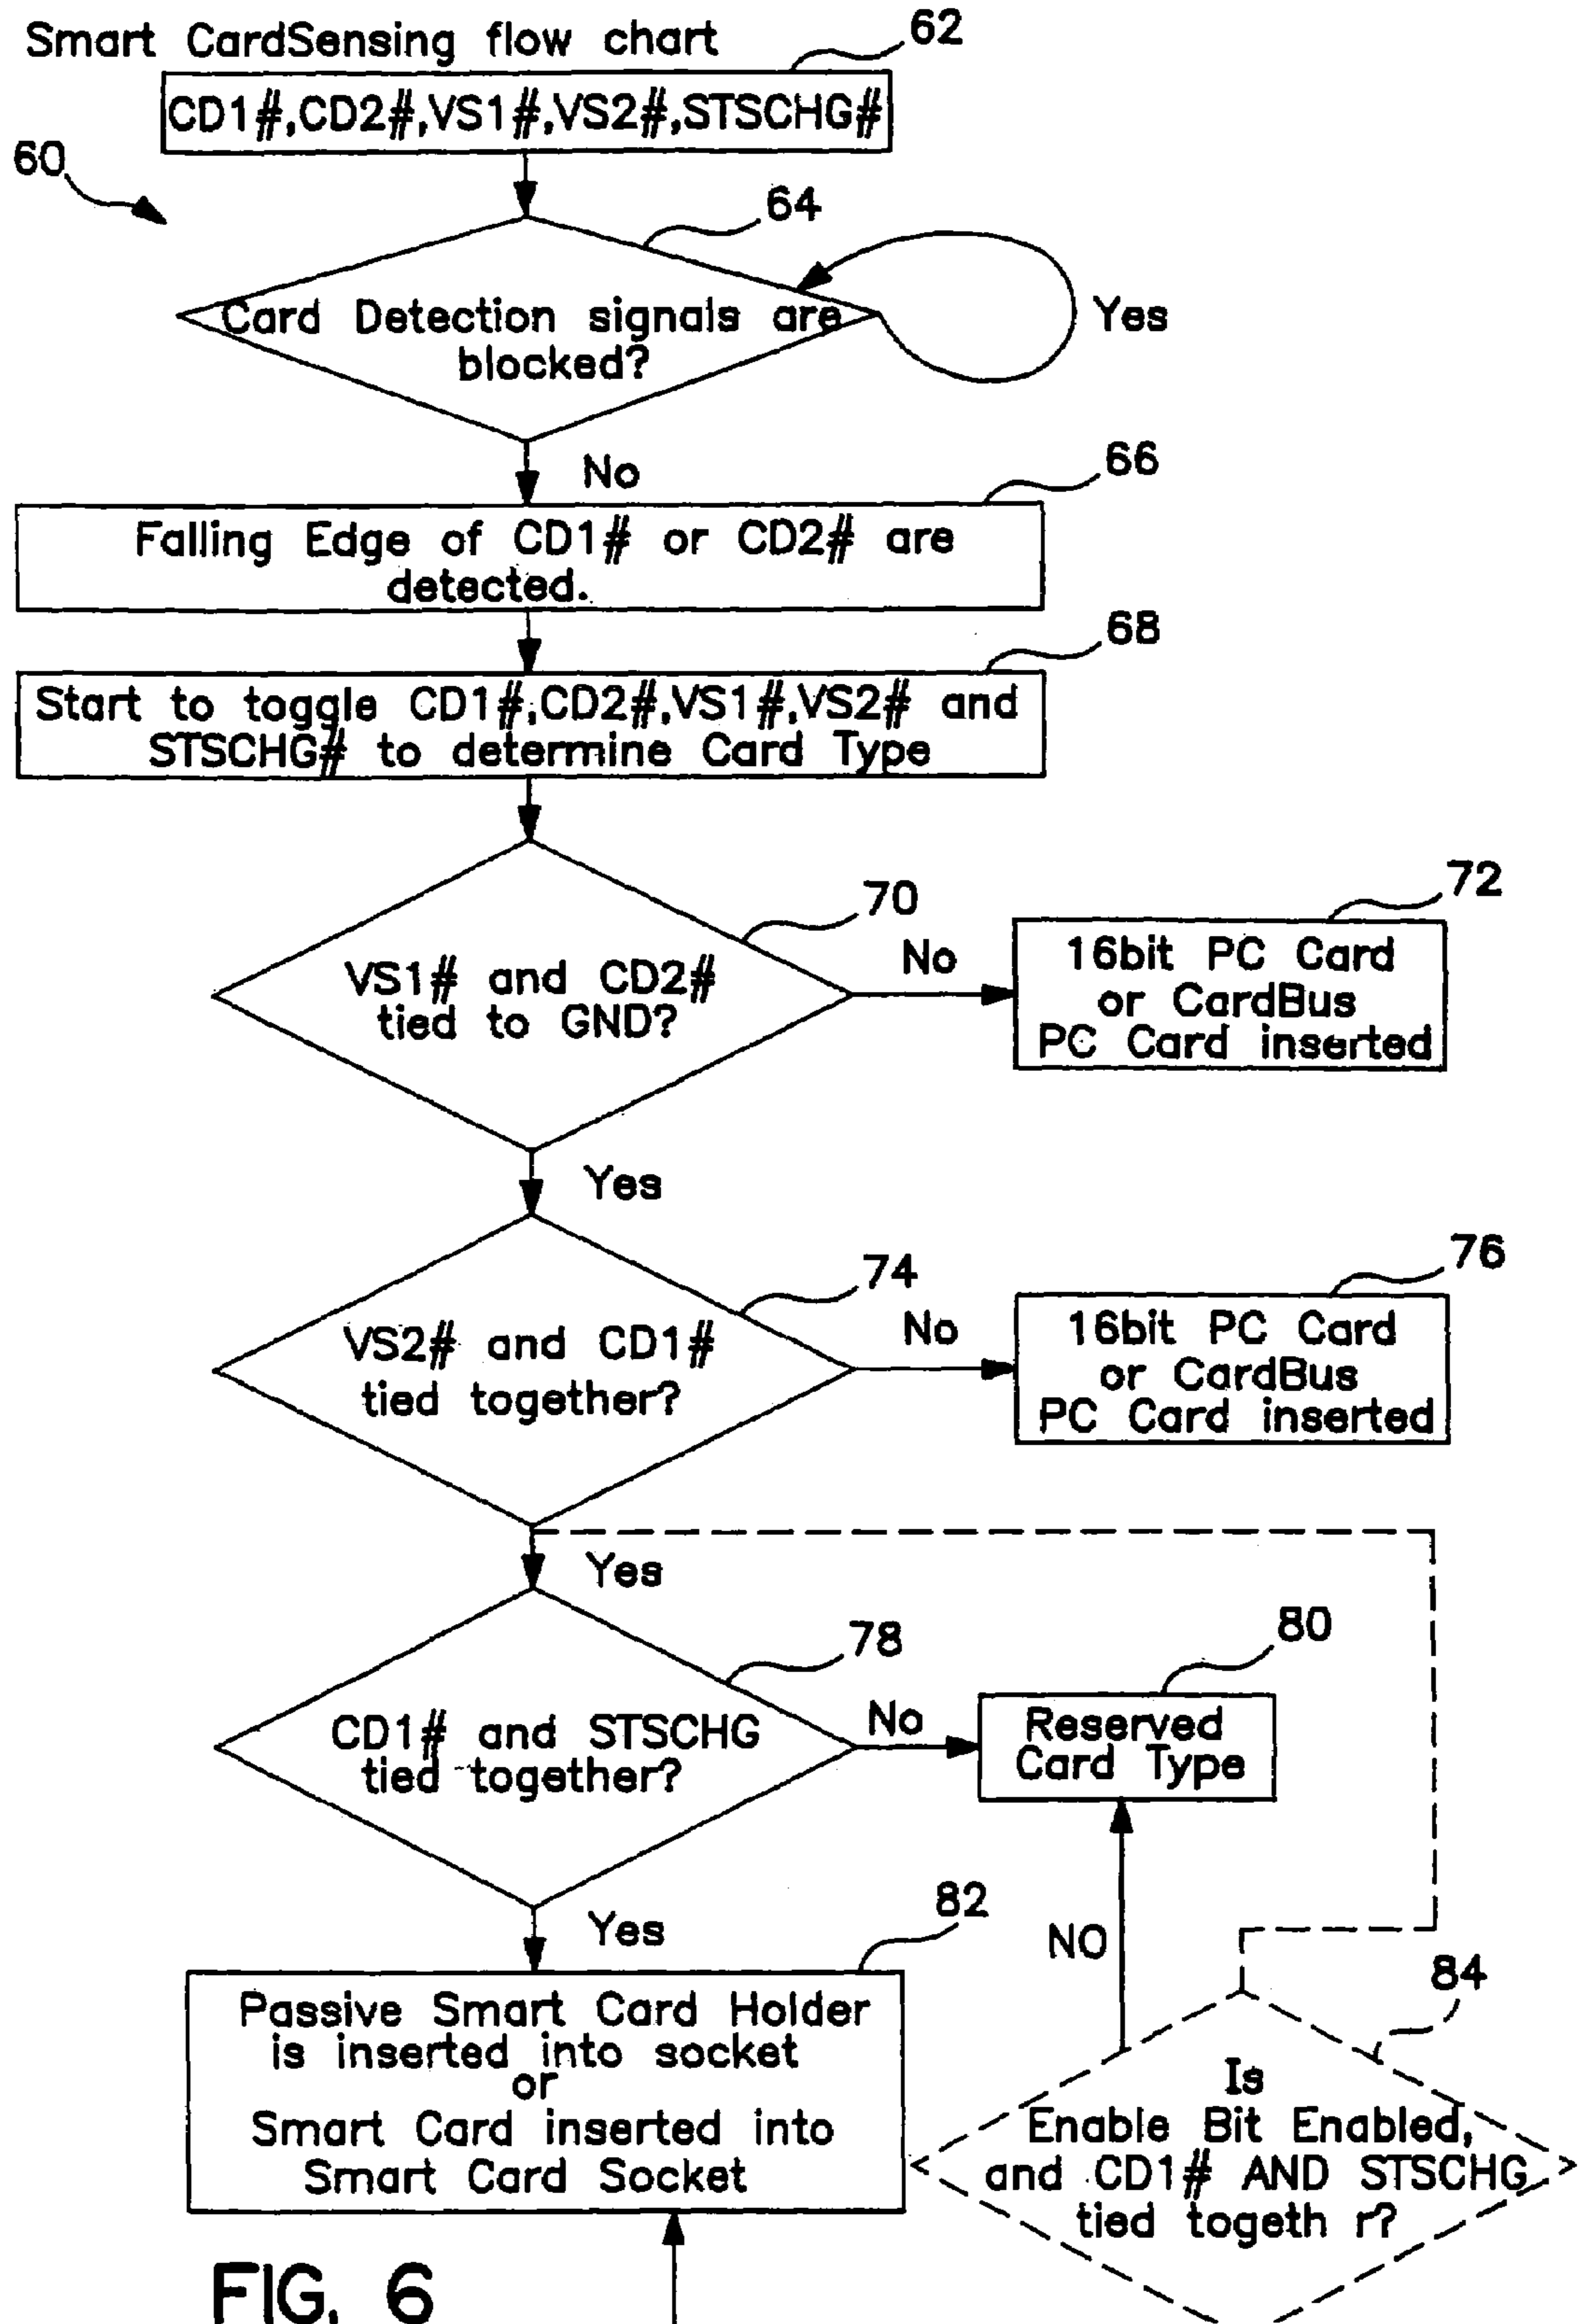 Smart CardSensing flow chart
62
CD1#,CD2#,VS1#,VS2#,STSCHG#
60
64
Card Detection signals are
blocked?
Yes
No
66
Falling Edge of CD1# or CD2# are
detected.
68
Start to toggle CD1#,CD2#,VS1#,VS2# and
STSCHG# to determine Card Type
70
VS1# and CD2#
tied to GND?
No
72
16bit PC Card
or CardBus
PC Card inserted
Yes
74
VS2# and CD1#
tied together?
No
76
16bit PC Card
or CardBus
PC Card inserted
Yes
78
CD1# and STSCHG
tied together?
No
80
Reserved
Card Type
Yes
82
Passive Smart Card Holder
is inserted into socket
or
Smart Card inserted into
Smart Card Socket
NO
84
Is
Enable Bit Enabled,
and CD1# AND STSCHG
tied togeth r?
FIG. 6